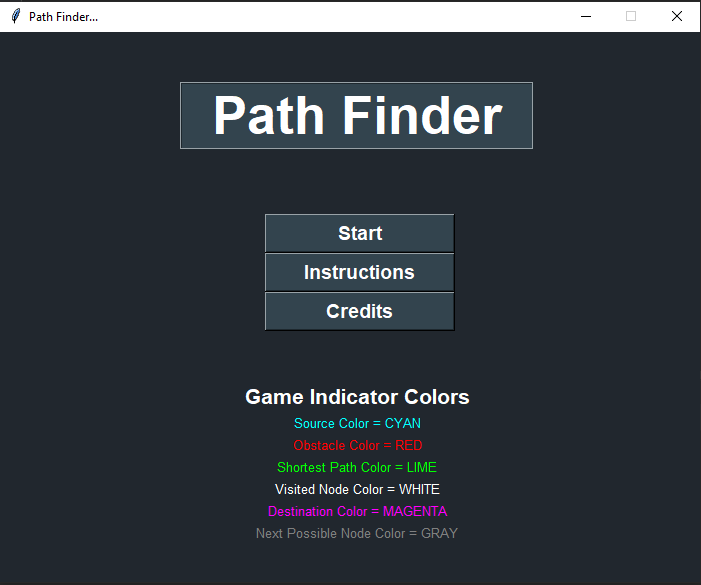 Path Finder...
Path Finder
Start
Instructions
Credits
Game Indicator Colors
Source Color = CYAN
Obstacle Color = RED
Shortest Path Color = LIME
Visited Node Color = WHITE
Destination Color = MAGENTA
Next Possible Node Color = GRAY